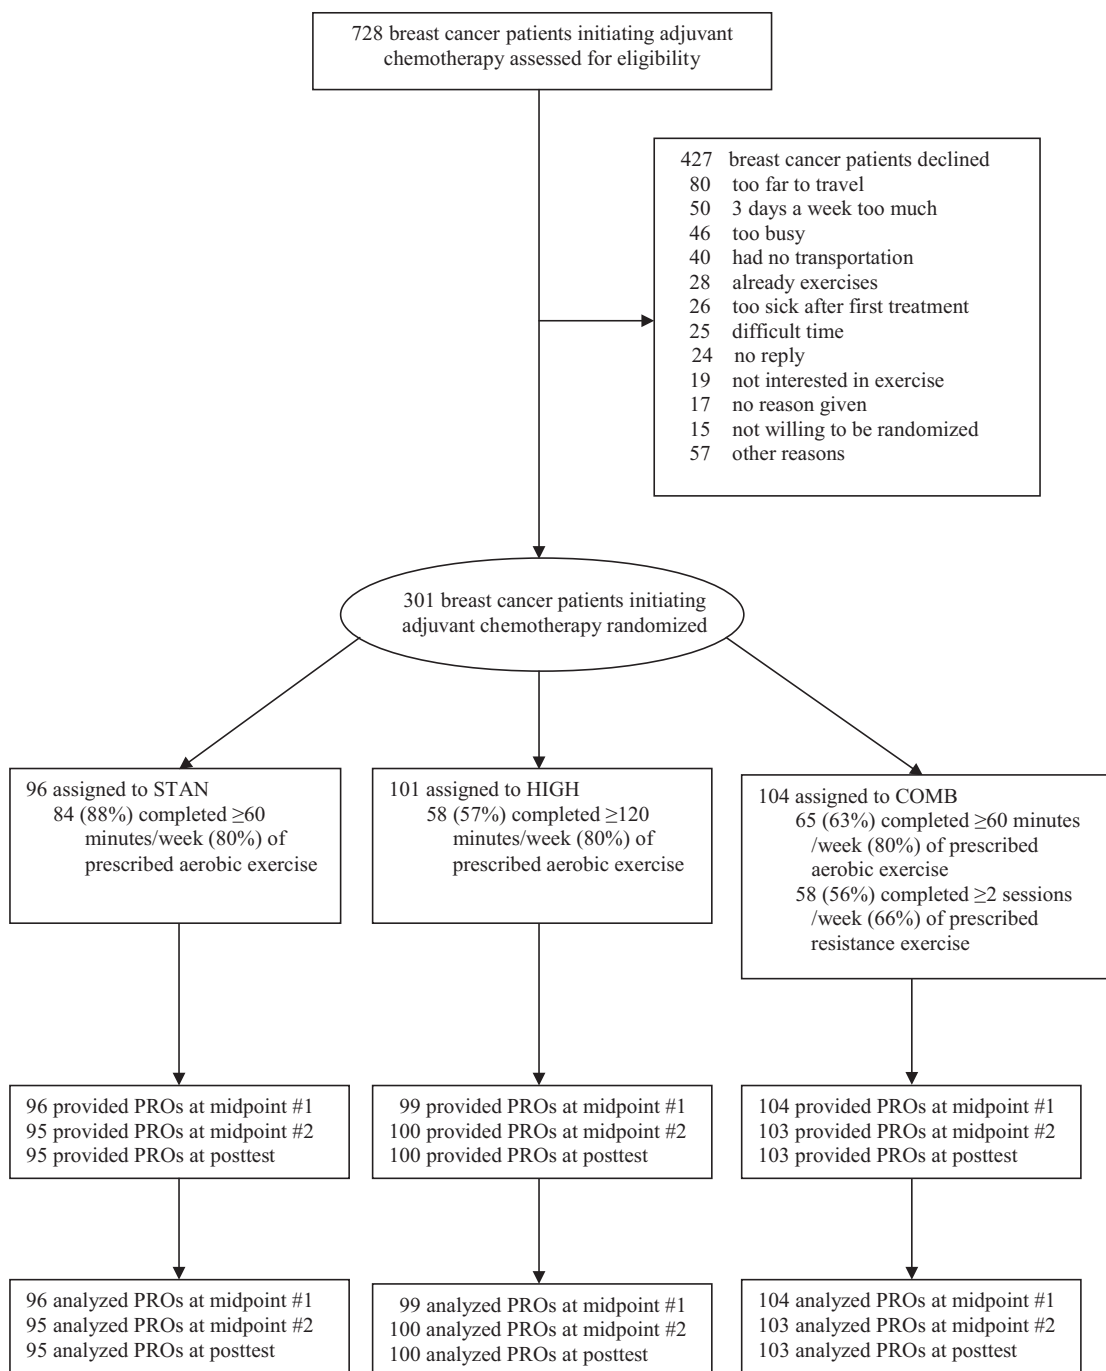 728 breast cancer patients initiating adjuvant
chemotherapy assessed for eligibility
427 breast cancer patients declined
80 too far to travel
50 3 days a week too much
46 too busy
40 had no transportation
28 already exercises
26 too sick after first treatment
25 difficult time
24 no reply
19 not interested in exercise
17 no reason given
15 not willing to be randomized
57 other reasons
301 breast cancer patients initiating
adjuvant chemotherapy randomized
96 assigned to STAN
84 (88%) completed ≥60
minutes/week (80%) of
prescribed aerobic exercise
101 assigned to HIGH
58 (57%) completed ≥120
minutes/week (80%) of
prescribed aerobic exercise
104 assigned to COMB
65 (63%) completed ≥60 minutes
/week (80%) of prescribed
aerobic exercise
58 (56%) completed ≥2 sessions
/week (66%) of prescribed
resistance exercise
96 provided PROs at midpoint #1
95 provided PROs at midpoint #2
95 provided PROs at posttest
99 provided PROs at midpoint #1
100 provided PROs at midpoint #2
100 provided PROs at posttest
104 provided PROs at midpoint #1
103 provided PROs at midpoint #2
103 provided PROs at posttest
96 analyzed PROs at midpoint #1
95 analyzed PROs at midpoint #2
95 analyzed PROs at posttest
99 analyzed PROs at midpoint #1
100 analyzed PROs at midpoint #2
100 analyzed PROs at posttest
104 analyzed PROs at midpoint #1
103 analyzed PROs at midpoint #2
103 analyzed PROs at posttest